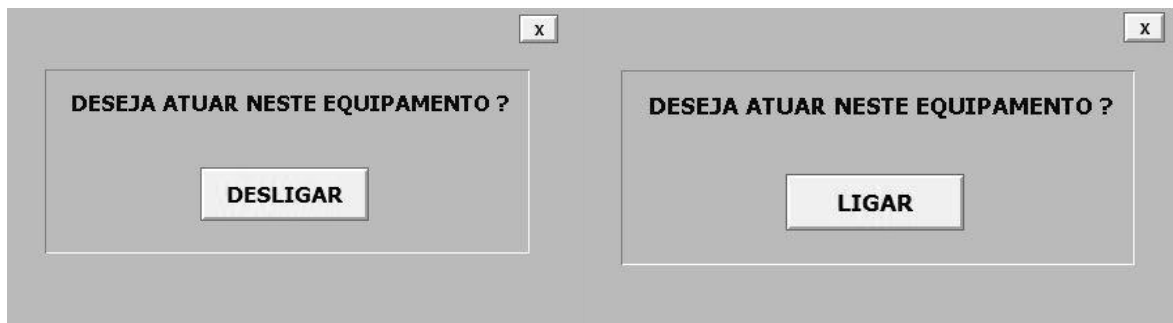 X
DESEJA ATUAR NESTE EQUIPAMENTO ?
DESLIGAR
X
DESEJA ATUAR NESTE EQUIPAMENTO ?
LIGAR